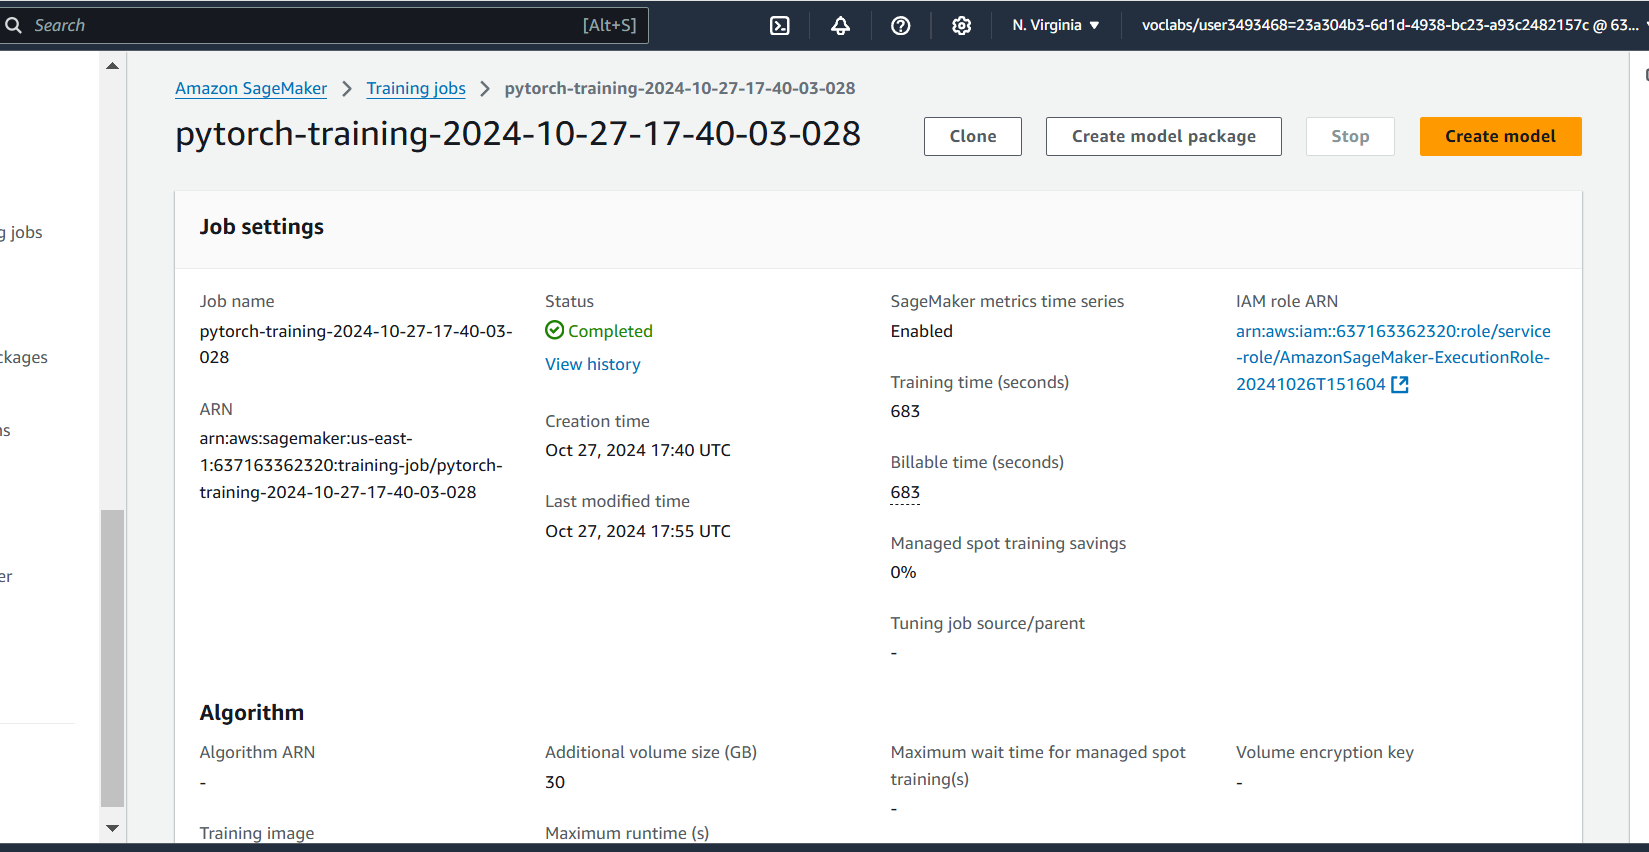 Search [Alt+S] N. Virginia voclabs/user3493468=23a304b3-6d1d-4938-bc23-a93c2482157c @ 63...
Amazon SageMaker > Training jobs > pytorch-training-2024-10-27-17-40-03-028
pytorch-training-2024-10-27-17-40-03-028
Clone
Create model package
Stop
Create model
g jobs
ckages
ns
er
Job settings
Job name
pytorch-training-2024-10-27-17-40-03-
028
ARN
arn:aws:sagemaker:us-east-
1:637163362320:training-job/pytorch-
training-2024-10-27-17-40-03-028
Status
Completed
View history
Creation time
Oct 27, 2024 17:40 UTC
Last modified time
Oct 27, 2024 17:55 UTC
SageMaker metrics time series
Enabled
Training time (seconds)
683
Billable time (seconds)
683
Managed spot training savings
0%
Tuning job source/parent
-
IAM role ARN
arn:aws:iam::637163362320:role/service
-role/AmazonSageMaker-ExecutionRole-
20241026T151604
Algorithm
Algorithm ARN
-
Training image
Additional volume size (GB)
30
Maximum runtime (s)
Maximum wait time for managed spot
training(s)
-
Volume encryption key
-